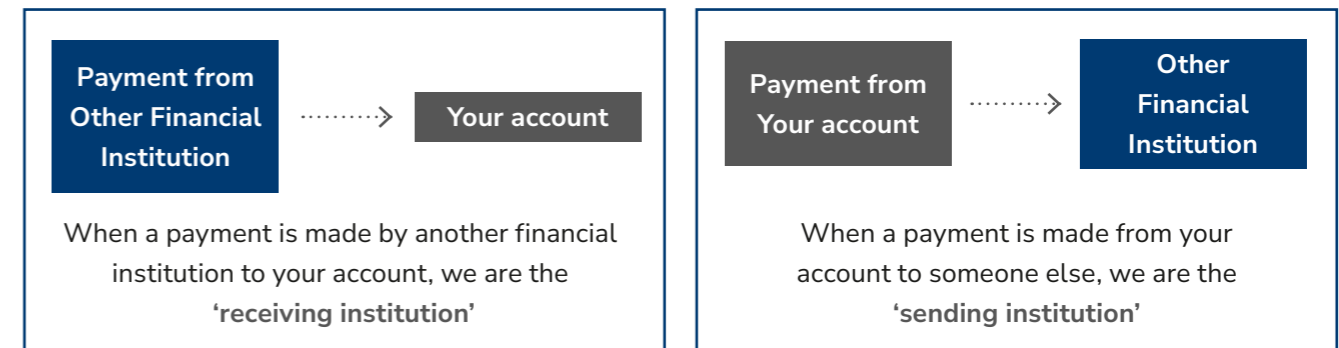 Payment from
Other Financial
Institution
Your account
When a payment is made by another financial
institution to your account, we are the
‘receiving institution’
Payment from
Your account
Other
Financial
Institution
When a payment is made from your
account to someone else, we are the
‘sending institution’